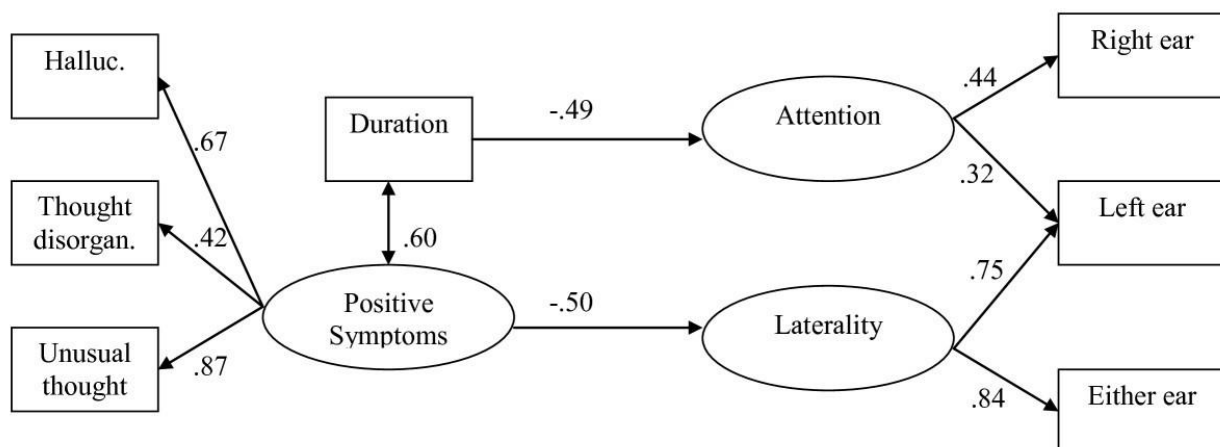 Halluc.
.67
Thought
disorgan.
.42
Unusual
thought
.87
Duration
.60
Positive
Symptoms
-.49
-.50
Attention
Laterality
.44
.32
.75
.84
Right ear
Left ear
Either ear